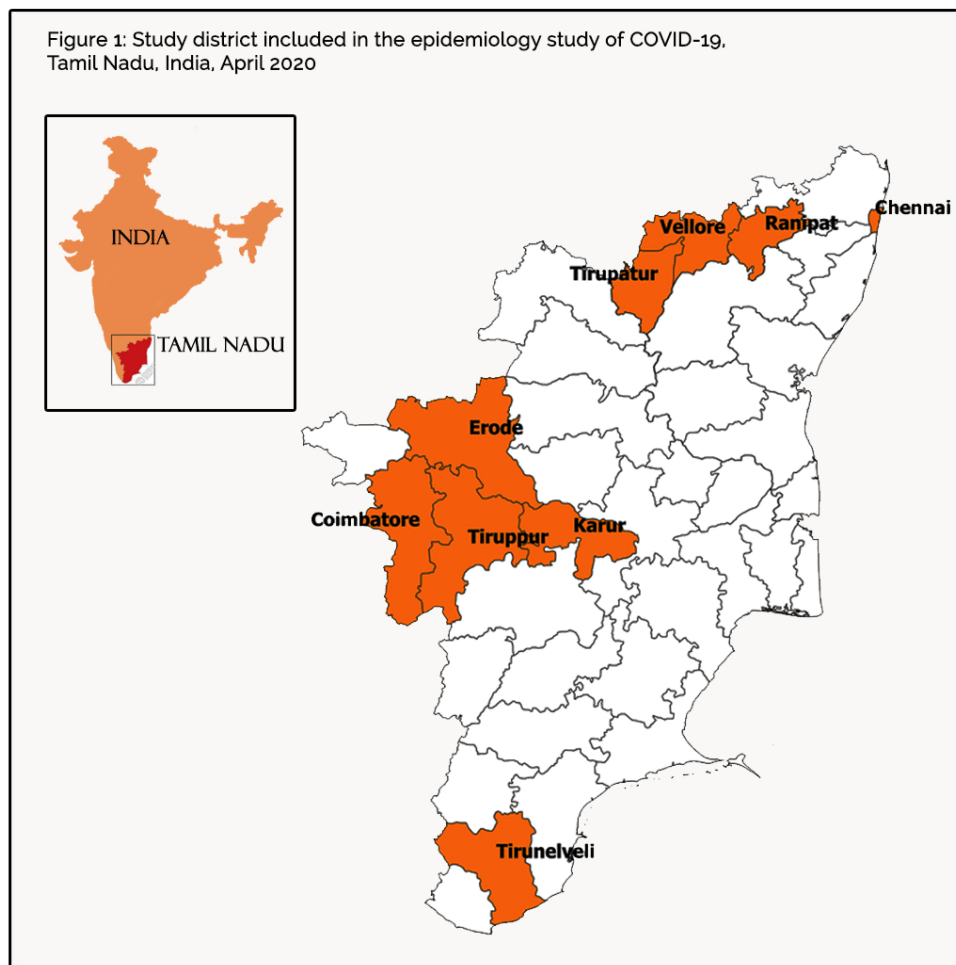 Figure 1: Study district included in the epidemiology study of COVID-19,
Tamil Nadu, India, April 2020
INDIA
TAMIL NADU
Chennai
Vellore
Ranipat
Tirupatur
Erode
Coimbatore
Tiruppur
Karur
Tirunelveli